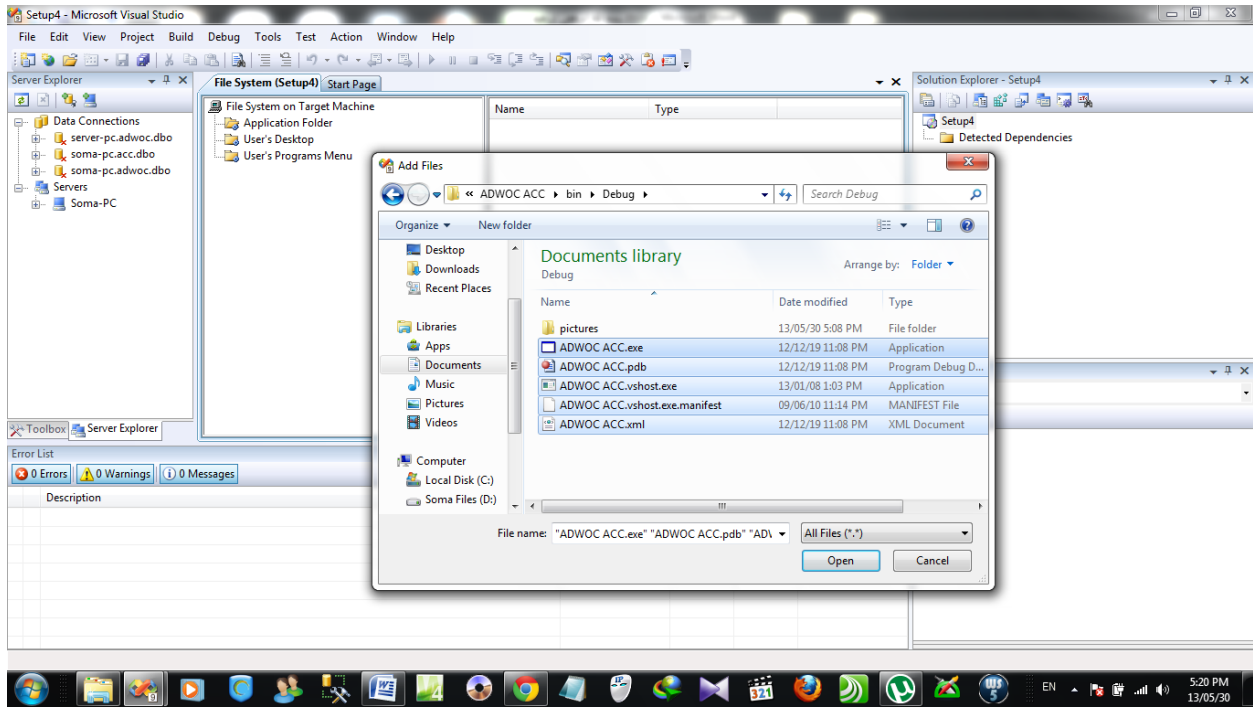 Setup4 - Microsoft Visual Studio
File Edit View Project Build Debug Tools Test Action Window Help
Server Explorer
Data Connections
server-pc.adwoc.dbo
soma-pc.acc.dbo
soma-pc.adwoc.dbo
Servers
Soma-PC
Toolbox Server Explorer
File System (Setup4) Start Page
File System on Target Machine
Application Folder
User's Desktop
User's Programs Menu
Name Type
Solution Explorer - Setup4
Setup4
Detected Dependencies
Add Files
« ADWOC ACC bin Debug
Search Debug
Organize New folder
Desktop
Downloads
Recent Places
Libraries
Apps
Documents
Music
Pictures
Videos
Computer
Local Disk (C:)
Soma Files (D:)
Documents library
Debug
Arrange by: Folder
Name Date modified Type
pictures 13/05/30 5:08 PM File folder
ADWOC ACC.exe 12/12/19 11:08 PM Application
ADWOC ACC.pdb 12/12/19 11:08 PM Program Debug D...
ADWOC ACC.vshost.exe 13/01/08 1:03 PM Application
ADWOC ACC.vshost.exe.manifest 09/06/10 11:14 PM MANIFEST File
ADWOC ACC.xml 12/12/19 11:08 PM XML Document
File name: "ADWOC ACC.exe" "ADWOC ACC.pdb" "AD\
All Files (*.*)
Open Cancel
Error List
0 Errors 0 Warnings 0 Messages
Description
321
EN
5:20 PM
13/05/30